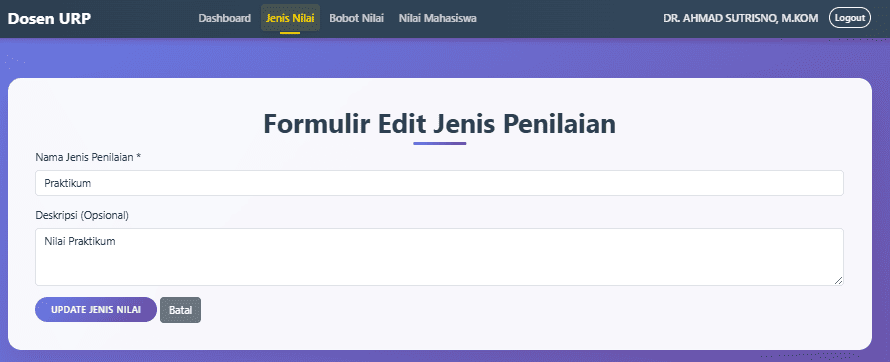 Dosen URP Dashboard Jenis Nilai Bobot Nilai Nilai Mahasiswa DR. AHMAD SUTRISNO, M.KOM Logout
Formulir Edit Jenis Penilaian
Nama Jenis Penilaian *
Praktikum
Deskripsi (Opsional)
Nilai Praktikum
UPDATE JENIS NILAI Batal